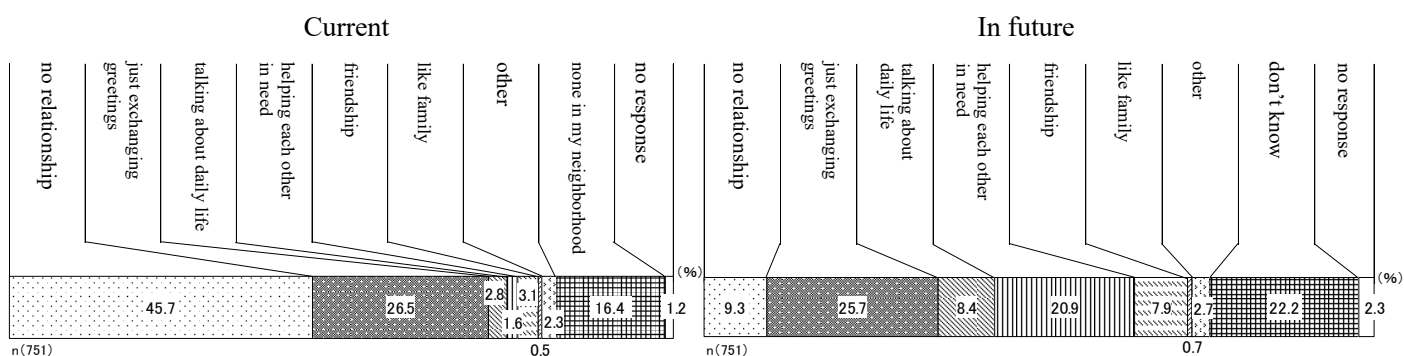 Current
In future
no relationship
just exchanging
greetings
talking about daily life
helping each other
in need
friendship
like family
other
none in my neighborhood
no response
no relationship
just exchanging
greetings
talking about
daily life
helping each other
in need
friendship
like family
other
don't know
no response
(%)
(%)
45.7
26.5
2.8
1.6
3.1
0.5
2.3
16.4
1.2
n(751)
9.3
25.7
8.4
20.9
7.9
0.7
2.7
22.2
2.3
n(751)